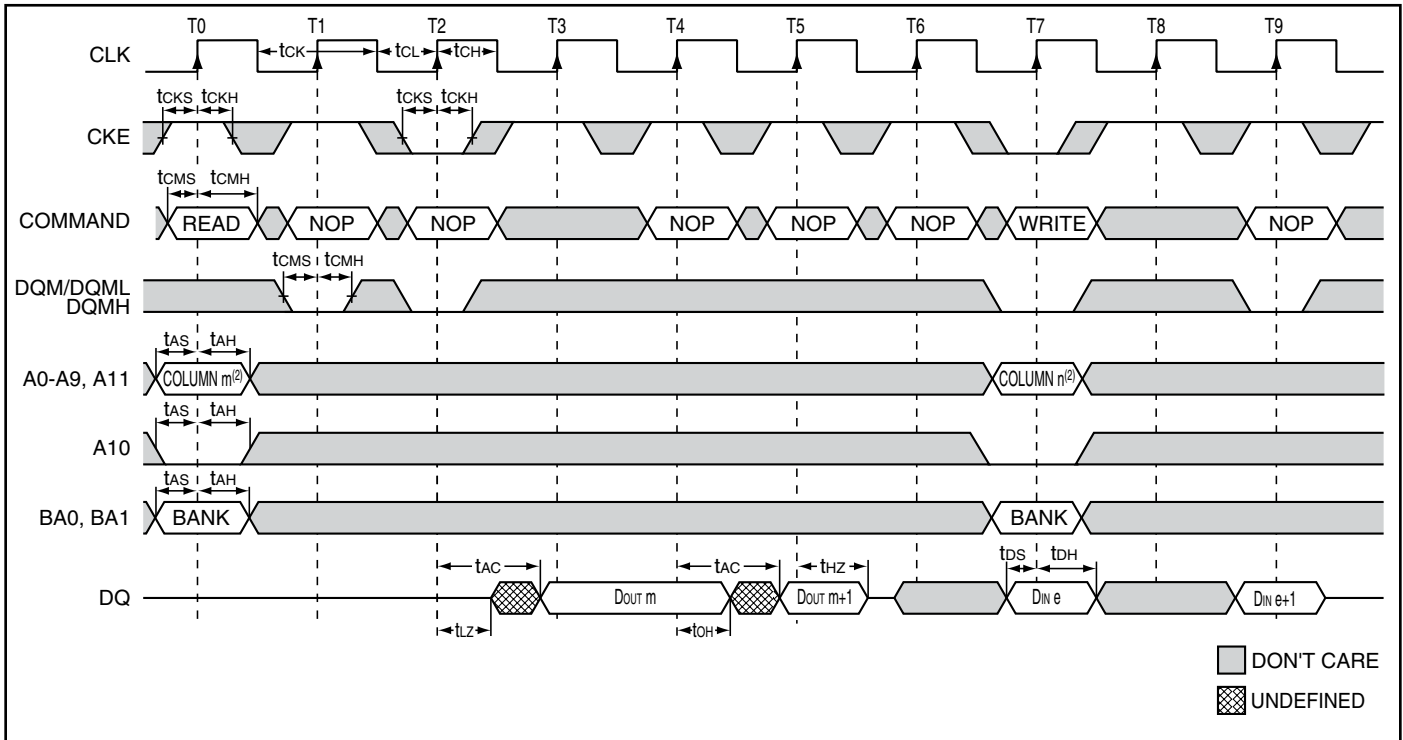 T0 T1 T2 T3 T4 T5 T6 T7 T8 T9
CLK tCK tCL tCH
tCKS tCKH tCKS tCKH
CKE
tCMS tCMH
COMMAND READ NOP NOP NOP NOP NOP WRITE NOP
tCMS tCMH
DQM/DQML
DQMH
tAS tAH
A0-A9, A11 COLUMN m(2) COLUMN n(2)
tAS tAH
A10
tAS tAH
BA0, BA1 BANK BANK
tAC tAC tHZ tDS tDH
DQ DOUT m DOUT m+1 DIN e DIN e+1
tLZ tOH
DON'T CARE
UNDEFINED